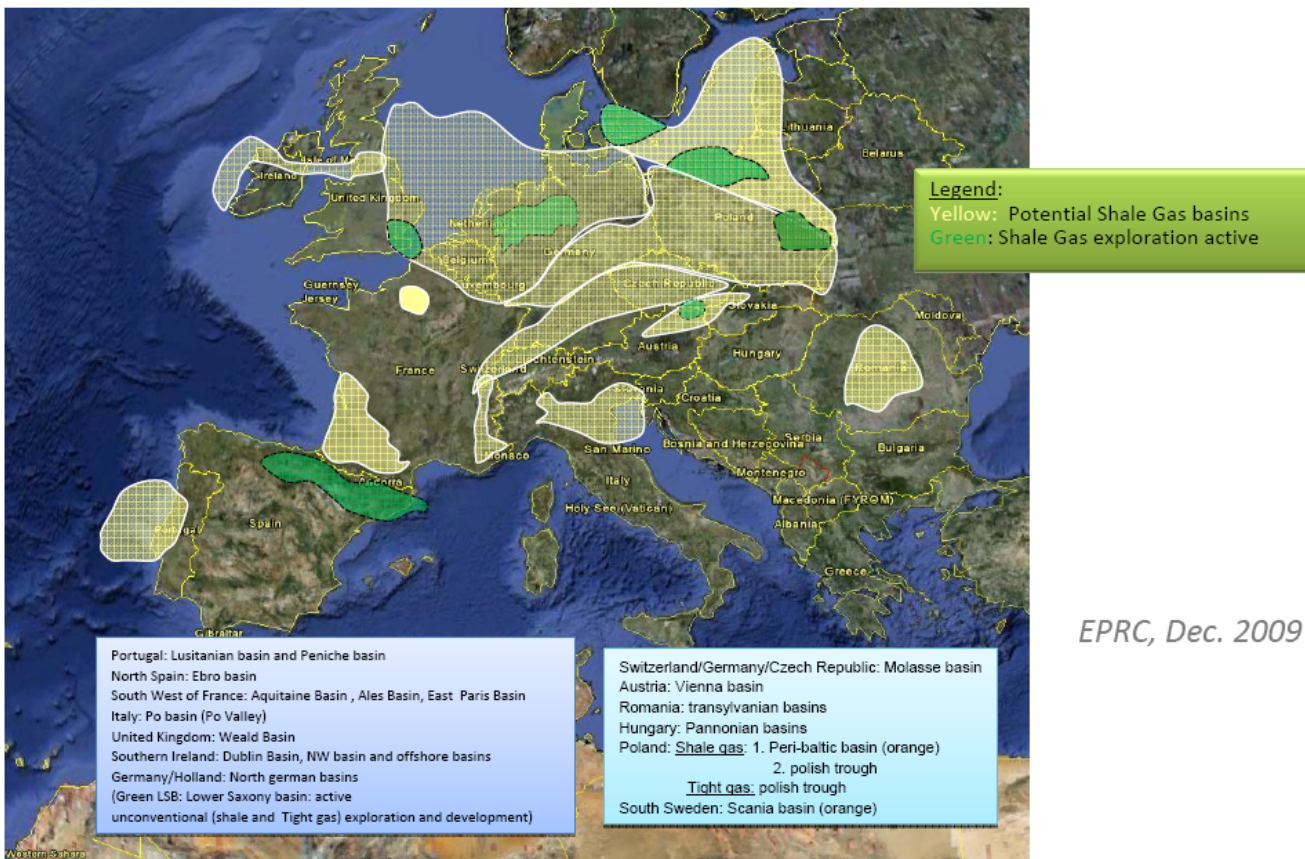 Lithuania
Belarus
Isle of M
Ireland
United Kingdom
Poland
Germany
Belgium
Luxembourg
Guernsey
Jersey
Czech Republic
Slovakia
Moldova
Austria
Hungary
France
Switzerland
Romania
Croatia
San Marino
Bosnia and Herzegovina
Serbia
Bulgaria
Monaco
Montenegro
Italy
Macedonia (FYROM)
Holy See (Vatican)
Albania
Spain
Portugal
Greece
Gibraltar
Western Sahara
Legend:
Yellow: Potential Shale Gas basins
Green: Shale Gas exploration active
EPRC, Dec. 2009
Portugal: Lusitanian basin and Peniche basin
North Spain: Ebro basin
South West of France: Aquitaine Basin , Ales Basin, East Paris Basin
Italy: Po basin (Po Valley)
United Kingdom: Weald Basin
Southern Ireland: Dublin Basin, NW basin and offshore basins
Germany/Holland: North german basins
(Green LSB: Lower Saxony basin: active
unconventional (shale and Tight gas) exploration and development)
Switzerland/Germany/Czech Republic: Molasse basin
Austria: Vienna basin
Romania: transylvanian basins
Hungary: Pannonian basins
Poland: Shale gas: 1. Peri-baltic basin (orange)
2. polish trough
Tight gas: polish trough
South Sweden: Scania basin (orange)